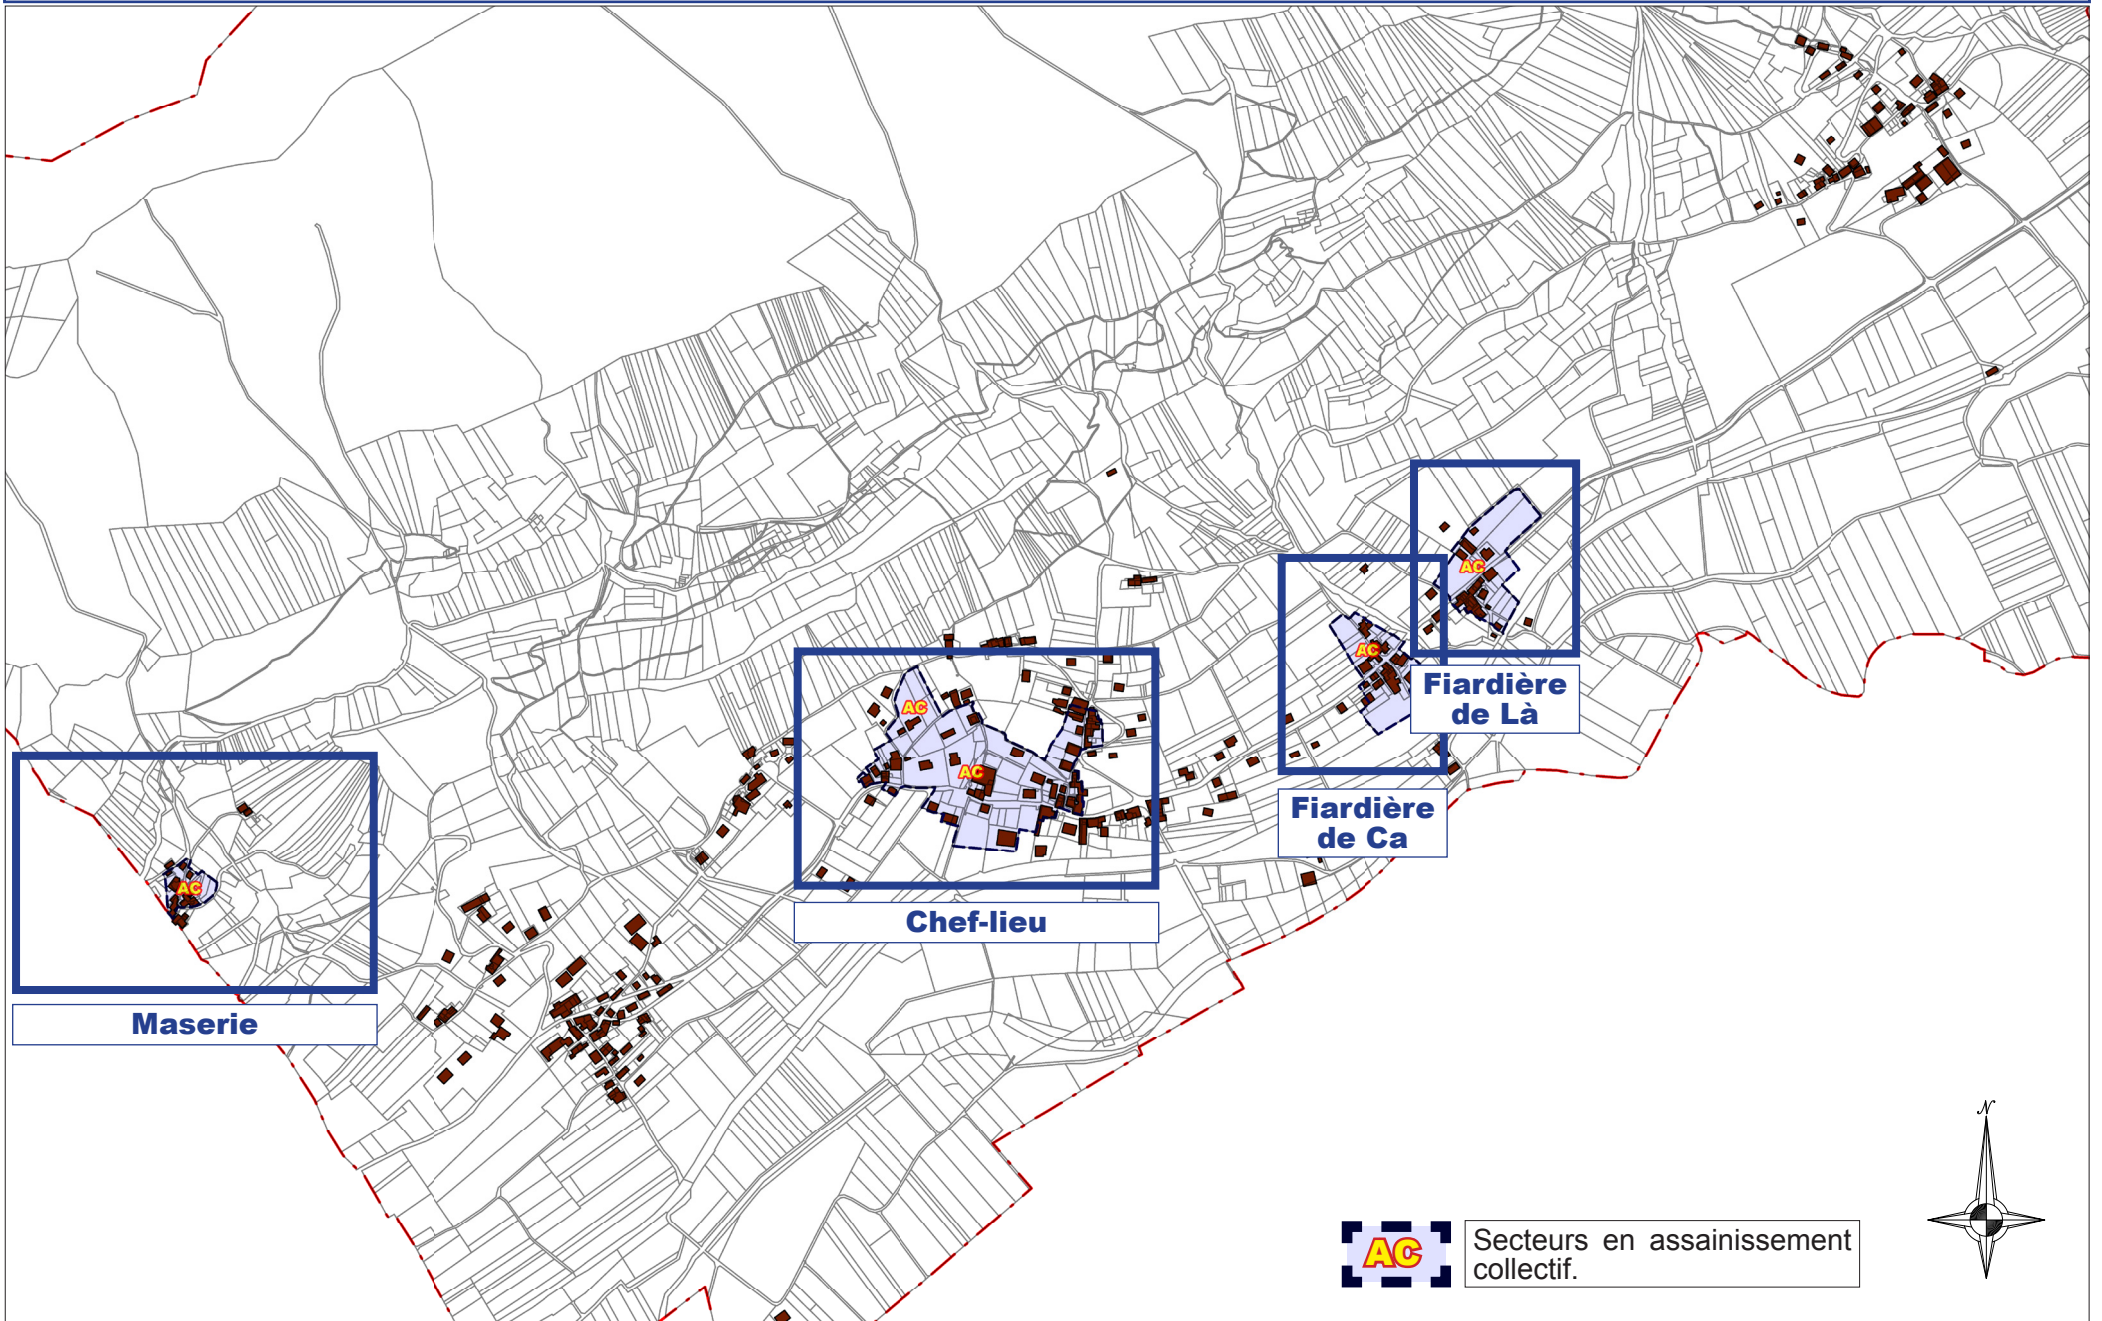 AC
Fiardière
de Là
AC
Fiardière
de Ca
AC
AC
Chef-lieu
AC
Maserie
N
AC
Secteurs en assainissement
collectif.